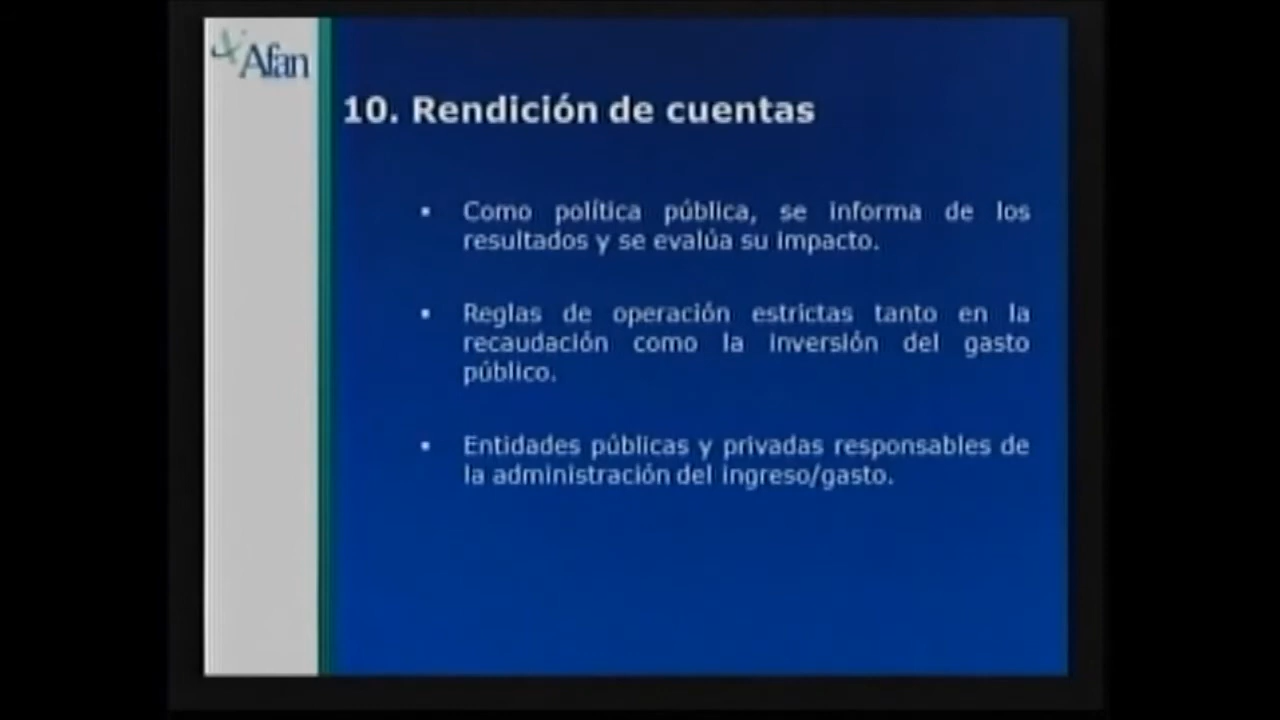 Afan
10. Rendición de cuentas
▪ Como política pública, se informa de los
resultados y se evalúa su impacto.
▪ Reglas de operación estrictas tanto en la
recaudación como la inversión del gasto
público.
▪ Entidades públicas y privadas responsables de
la administración del ingreso/gasto.